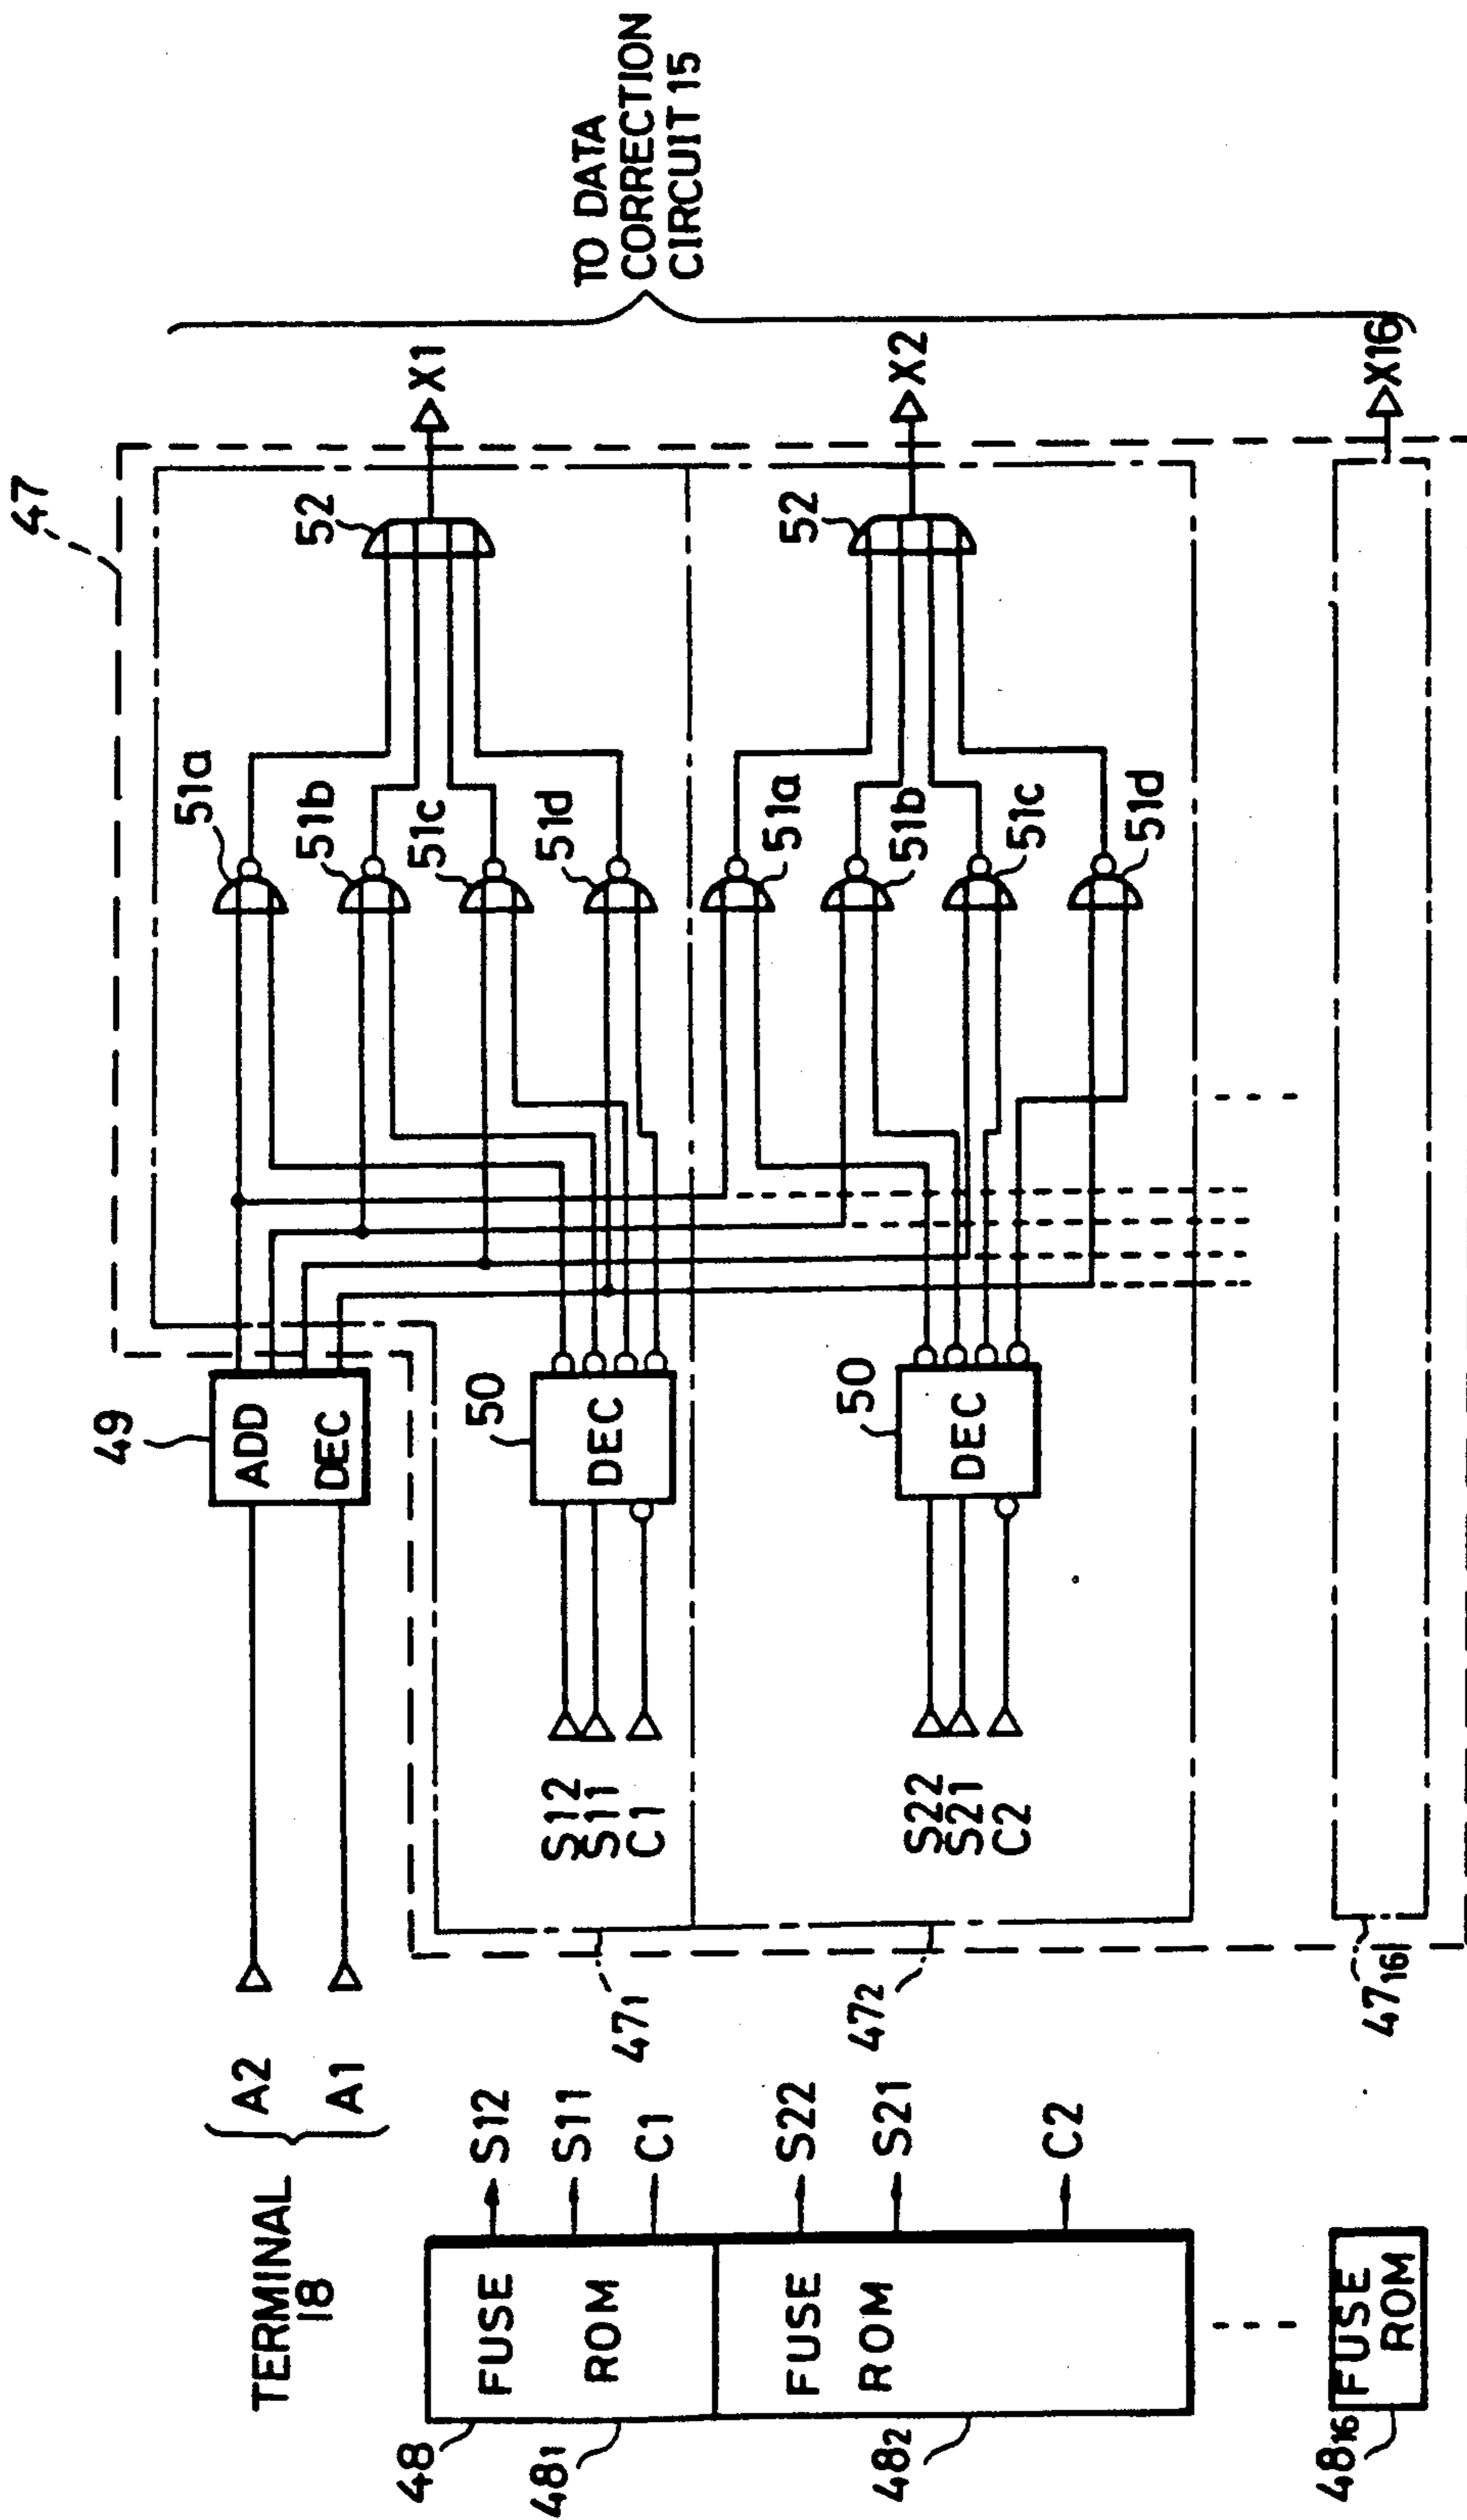 47
TERMINAL
18
A2
A1
49
ADD
DEC
51a
51b
51c
51d
52
X1
TO DATA
CORRECTION
CIRCUIT 15
48
48₁
FUSE
ROM
S12
S11
C1
47₁
S12
S11
C1
50
DEC
48₂
FUSE
ROM
S22
S21
C2
47₂
S22
S21
C2
50
DEC
51a
51b
51c
51d
52
X2
48₁₆
FUSE
ROM
47₁₆
X16